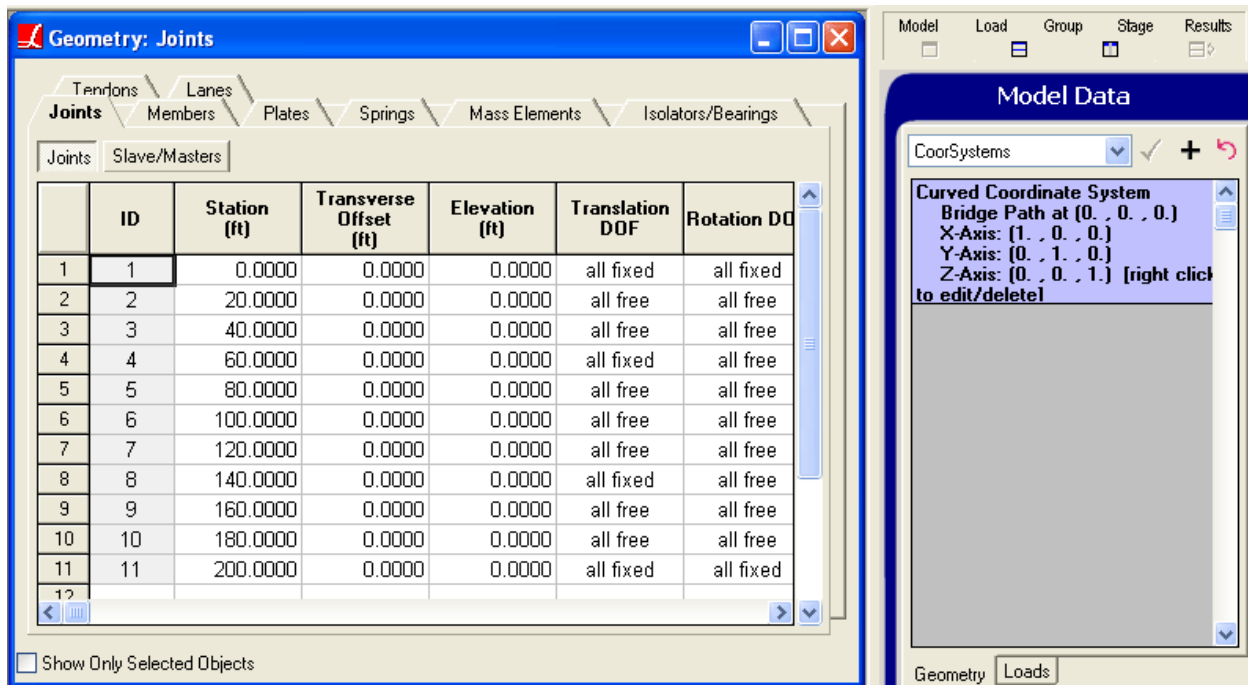 Geometry: Joints
Tendons Lanes
Joints Members Plates Springs Mass Elements Isolators/Bearings
Joints Slave/Masters
ID Station (ft) Transverse Offset (ft) Elevation (ft) Translation DOF Rotation DO
1 1 0.0000 0.0000 0.0000 all fixed all fixed
2 2 20.0000 0.0000 0.0000 all free all free
3 3 40.0000 0.0000 0.0000 all free all free
4 4 60.0000 0.0000 0.0000 all fixed all free
5 5 80.0000 0.0000 0.0000 all free all free
6 6 100.0000 0.0000 0.0000 all free all free
7 7 120.0000 0.0000 0.0000 all free all free
8 8 140.0000 0.0000 0.0000 all fixed all free
9 9 160.0000 0.0000 0.0000 all free all free
10 10 180.0000 0.0000 0.0000 all free all free
11 11 200.0000 0.0000 0.0000 all fixed all fixed
12
Show Only Selected Objects
Model Load Group Stage Results
Model Data
CoorSystems
Curved Coordinate System
Bridge Path at (0. , 0. , 0.)
X-Axis: (1. , 0. , 0.)
Y-Axis: (0. , 1. , 0.)
Z-Axis: (0. , 0. , 1.) [right click
to edit/delete]
Geometry Loads